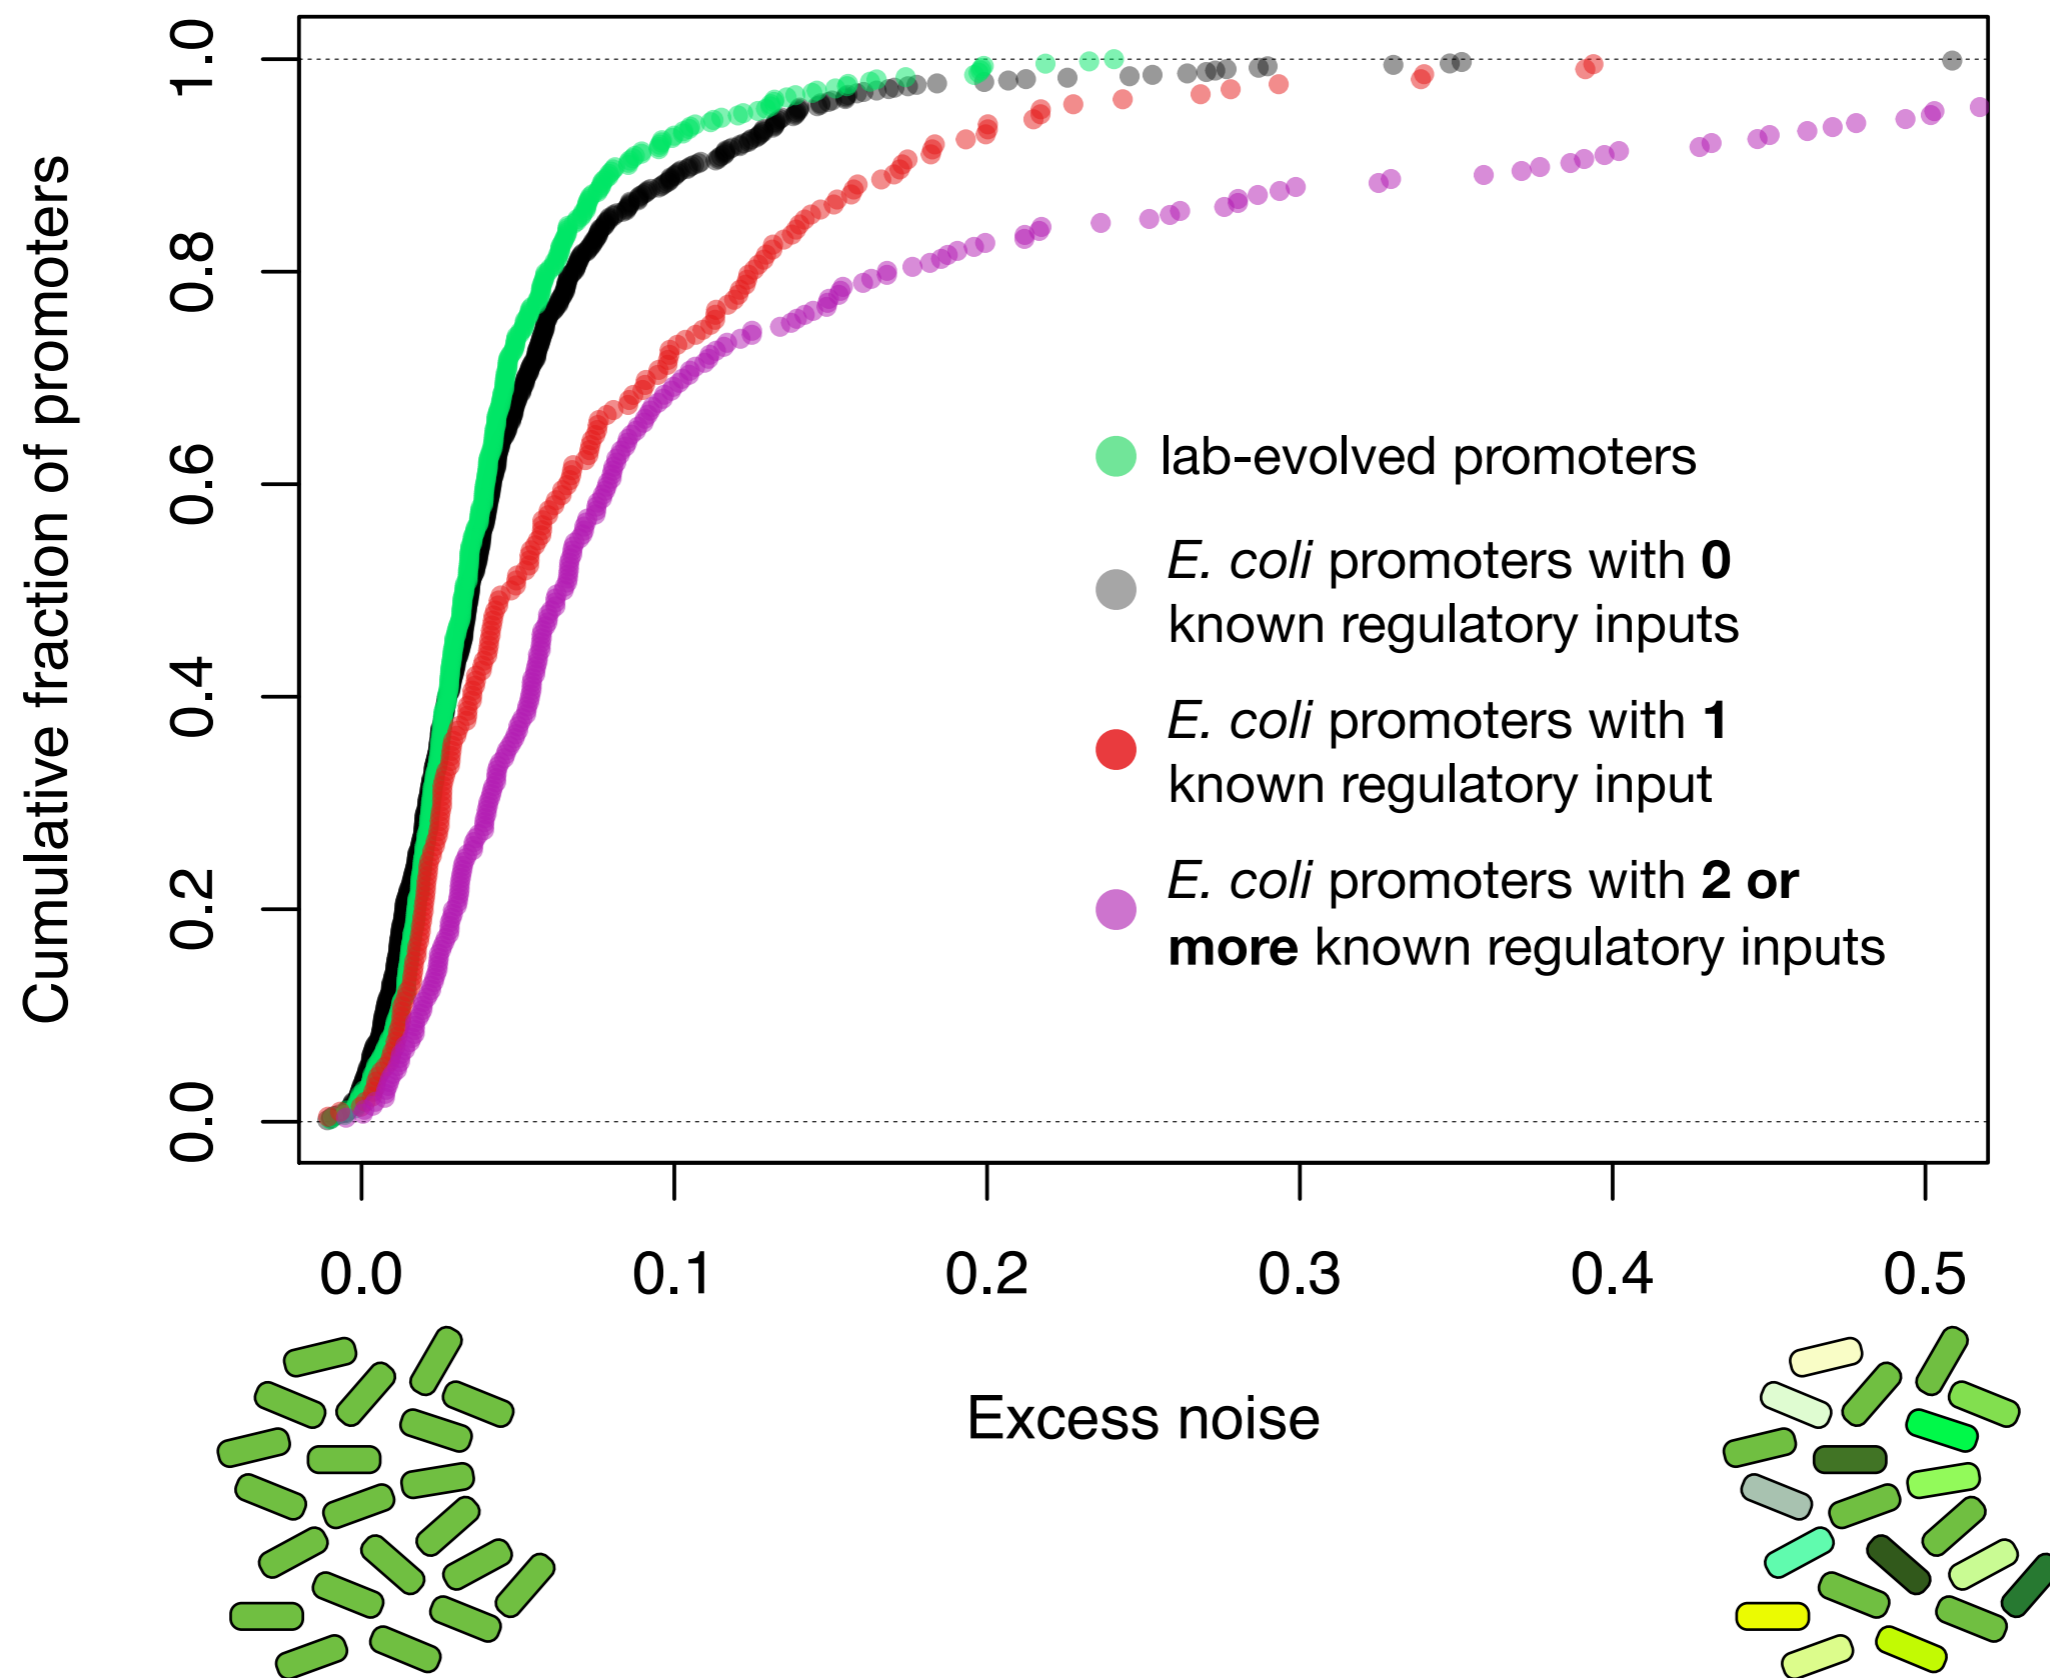 Cumulative fraction of promoters
1.0
0.8
0.6
0.4
0.2
0.0
lab-evolved promoters
E. coli promoters with 0
known regulatory inputs
E. coli promoters with 1
known regulatory input
E. coli promoters with 2 or
more known regulatory inputs
0.0 0.1 0.2 0.3 0.4 0.5
Excess noise